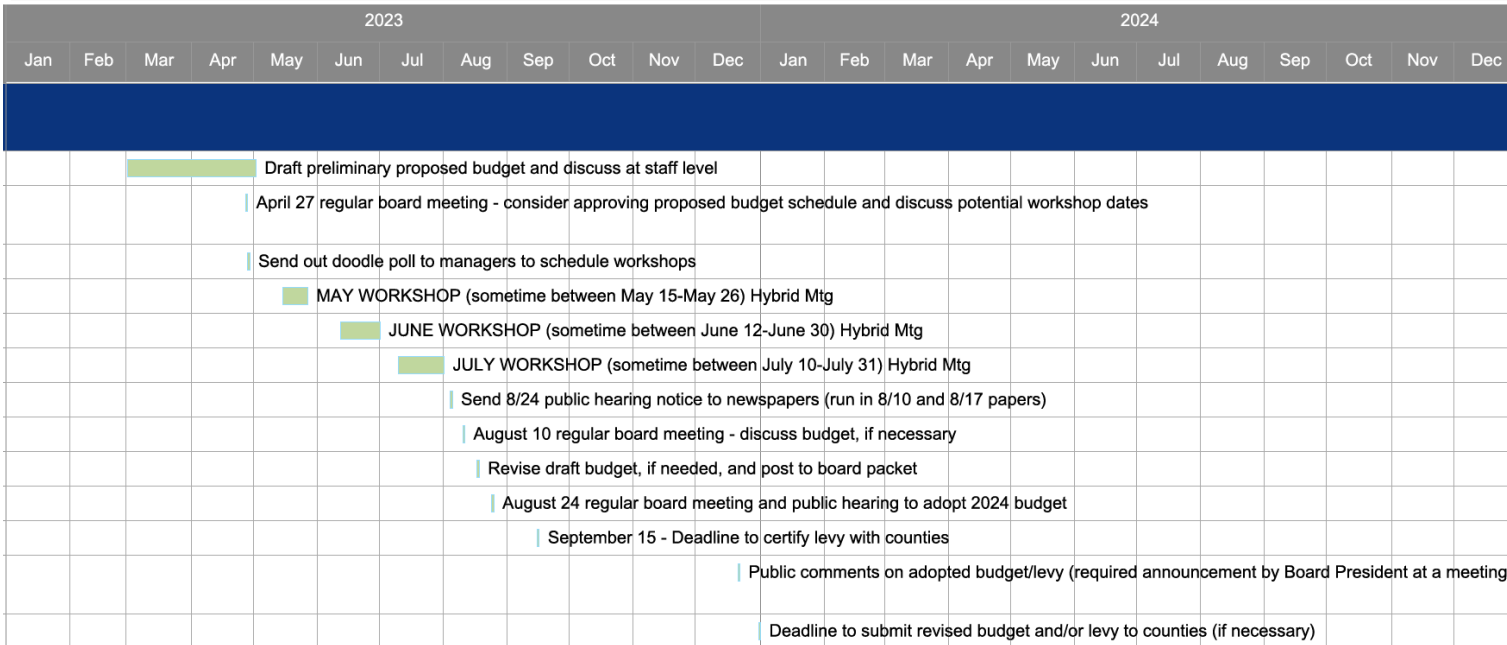 2023 2024
Jan Feb Mar Apr May Jun Jul Aug Sep Oct Nov Dec Jan Feb Mar Apr May Jun Jul Aug Sep Oct Nov Dec
Draft preliminary proposed budget and discuss at staff level
April 27 regular board meeting - consider approving proposed budget schedule and discuss potential workshop dates
Send out doodle poll to managers to schedule workshops
MAY WORKSHOP (sometime between May 15-May 26) Hybrid Mtg
JUNE WORKSHOP (sometime between June 12-June 30) Hybrid Mtg
JULY WORKSHOP (sometime between July 10-July 31) Hybrid Mtg
Send 8/24 public hearing notice to newspapers (run in 8/10 and 8/17 papers)
August 10 regular board meeting - discuss budget, if necessary
Revise draft budget, if needed, and post to board packet
August 24 regular board meeting and public hearing to adopt 2024 budget
September 15 - Deadline to certify levy with counties
Public comments on adopted budget/levy (required announcement by Board President at a meeting
Deadline to submit revised budget and/or levy to counties (if necessary)